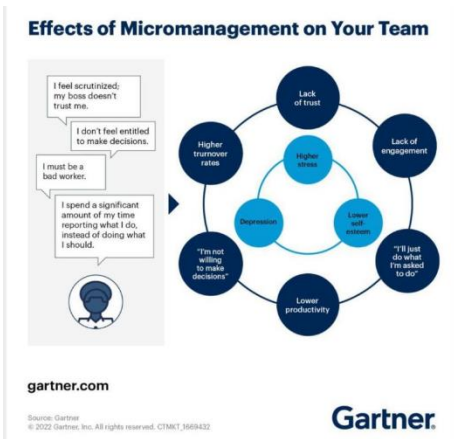 Effects of Micromanagement on Your Team
I feel scrutinized;
my boss doesn't
trust me.
I don't feel entitled
to make decisions.
I must be a
bad worker.
I spend a significant
amount of my time
reporting what I do,
instead of doing what
I should.
Lack
of trust
Lack of
engagement
"I'll just
do what
I'm asked
to do"
Lower
productivity
"I'm not
willing
to make
decisions"
Higher
trurnover
rates
Higher
stress
Lower
self-
esteem
Depression
gartner.com
Source: Gartner
© 2022 Gartner, Inc. All rights reserved. CTMKT_1669432
Gartner.